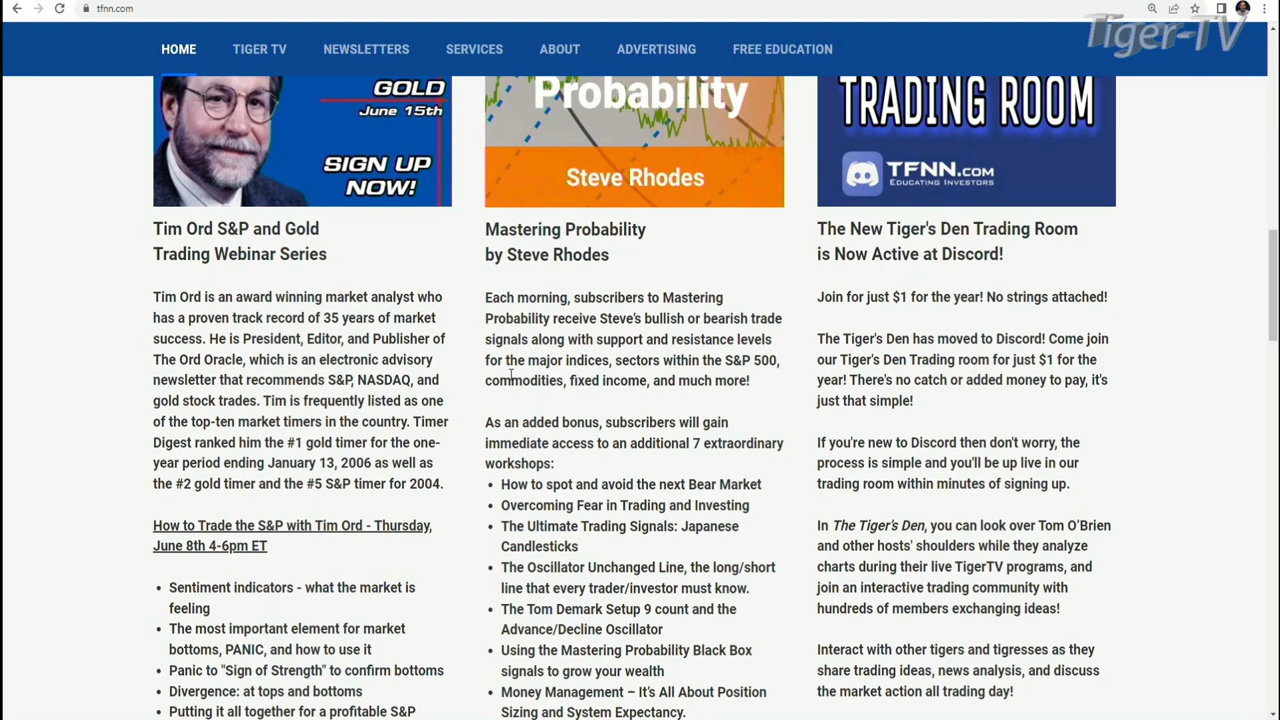 tfnn.com
Tiger-TV
HOME
TIGER TV
NEWSLETTERS
SERVICES
ABOUT
ADVERTISING
FREE EDUCATION
GOLD
June 15th
SIGN UP
NOW!
Tim Ord S&P and Gold
Trading Webinar Series
Tim Ord is an award winning market analyst who
has a proven track record of 35 years of market
success. He is President, Editor, and Publisher of
The Ord Oracle, which is an electronic advisory
newsletter that recommends S&P, NASDAQ, and
gold stock trades. Tim is frequently listed as one
of the top-ten market timers in the country. Timer
Digest ranked him the #1 gold timer for the one-
year period ending January 13, 2006 as well as
the #2 gold timer and the #5 S&P timer for 2004.
How to Trade the S&P with Tim Ord - Thursday,
June 8th 4-6pm ET
• Sentiment indicators - what the market is
feeling
• The most important element for market
bottoms, PANIC, and how to use it
• Panic to "Sign of Strength" to confirm bottoms
• Divergence: at tops and bottoms
• Putting it all together for a profitable S&P
Probability
Steve Rhodes
Mastering Probability
by Steve Rhodes
Each morning, subscribers to Mastering
Probability receive Steve's bullish or bearish trade
signals along with support and resistance levels
for the major indices, sectors within the S&P 500,
commodities, fixed income, and much more!
As an added bonus, subscribers will gain
immediate access to an additional 7 extraordinary
workshops:
• How to spot and avoid the next Bear Market
• Overcoming Fear in Trading and Investing
• The Ultimate Trading Signals: Japanese
Candlesticks
• The Oscillator Unchanged Line, the long/short
line that every trader/investor must know.
• The Tom Demark Setup 9 count and the
Advance/Decline Oscillator
• Using the Mastering Probability Black Box
signals to grow your wealth
• Money Management – It's All About Position
Sizing and System Expectancy.
TRADING ROOM
TFNN.COM
EDUCATING INVESTORS
The New Tiger's Den Trading Room
is Now Active at Discord!
Join for just $1 for the year! No strings attached!
The Tiger's Den has moved to Discord! Come join
our Tiger's Den Trading room for just $1 for the
year! There's no catch or added money to pay, it's
just that simple!
If you're new to Discord then don't worry, the
process is simple and you'll be up live in our
trading room within minutes of signing up.
In The Tiger's Den, you can look over Tom O'Brien
and other hosts' shoulders while they analyze
charts during their live TigerTV programs, and
join an interactive trading community with
hundreds of members exchanging ideas!
Interact with other tigers and tigresses as they
share trading ideas, news analysis, and discuss
the market action all trading day!